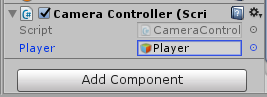 Camera Controller (Scri
Script CameraControl
Player Player
Add Component